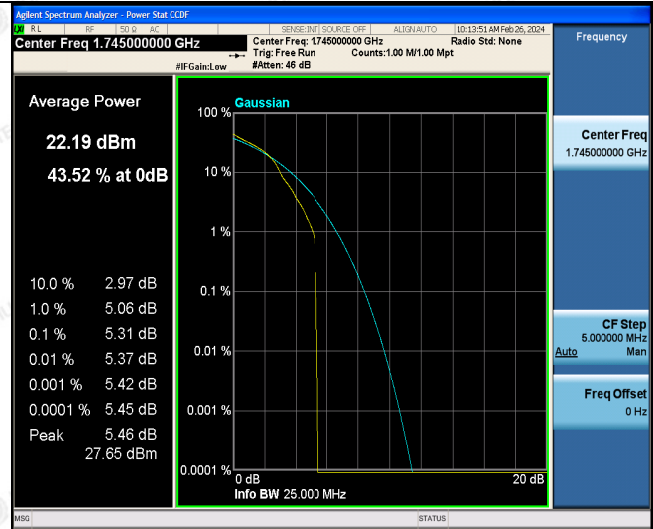 Agilent Spectrum Analyzer - Power Stat CCDF
LXI RL RF 50 Ω AC SENSE:INT SOURCE OFF ALIGN AUTO 10:13:51 AM Feb 26, 2024
Center Freq 1.745000000 GHz
Center Freq: 1.745000000 GHz Radio Std: None
Trig: Free Run Counts:1.00 M/1.00 Mpt
#IFGain:Low #Atten: 46 dB
Frequency
Average Power
22.19 dBm
43.52 % at 0dB
10.0 % 2.97 dB
1.0 % 5.06 dB
0.1 % 5.31 dB
0.01 % 5.37 dB
0.001 % 5.42 dB
0.0001 % 5.45 dB
Peak 5.46 dB
27.65 dBm
Gaussian
100 %
10 %
1 %
0.1 %
0.01 %
0.001 %
0.0001 %
0 dB 20 dB
Info BW 25.000 MHz
Center Freq
1.745000000 GHz
CF Step
5.000000 MHz
Auto Man
Freq Offset
0 Hz
MSG STATUS